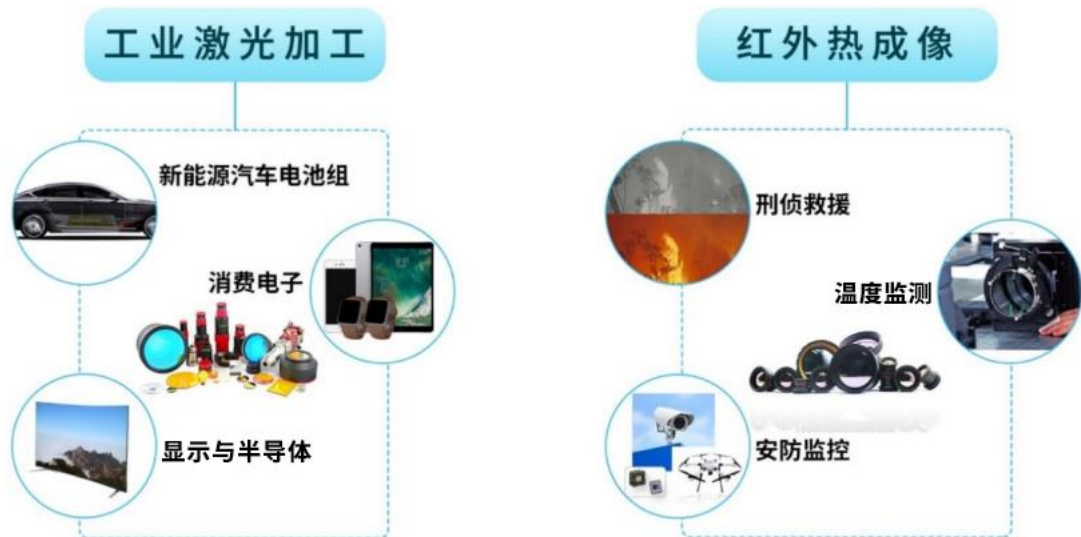 工业激光加工
新能源汽车电池组
消费电子
显示与半导体
红外热成像
刑侦救援
温度监测
安防监控